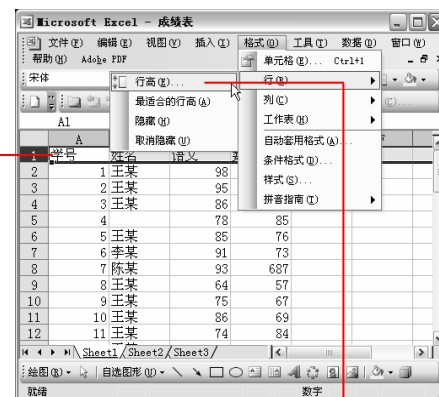 Microsoft Excel - 成绩表
文件(F) 编辑(E) 视图(V) 插入(I) 格式(O) 工具(T) 数据(D) 窗口(W)
帮助(H) Adobe PDF
宋体
单元格(E)... Ctrl+1
行(R)
列(C)
工作表(H)
自动套用格式(A)...
条件格式(D)...
样式(S)...
拼音指南(T)
行高(E)...
最适合的行高(A)
隐藏(H)
取消隐藏(U)
(C)...
A1
A
1 学号 姓名 语文
2 1 王某 98
3 2 王某 95
4 3 王某 86
5 4 78 85
6 5 王某 85 76
7 6 李某 91 73
8 7 陈某 93 687
9 8 王某 64 57
10 9 王某 75 67
11 10 王某 86 69
12 11 王某 74 84
Sheet1 Sheet2 Sheet3
绘图(R) 自选图形(U)
就绪 数字